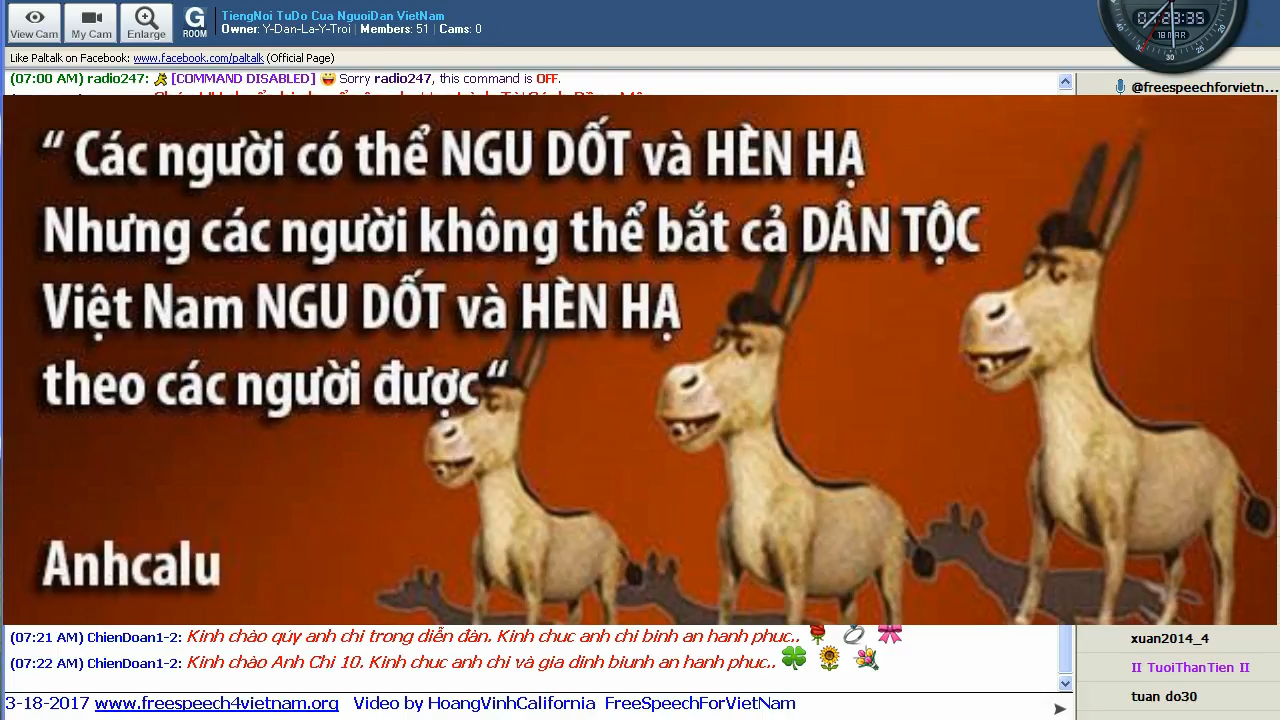 View Cam
My Cam
Enlarge
G
ROOM
TiengNoi TuDo Cua NguoiDan VietNam
Owner: Y-Dan-La-Y-Troi | Members: 51 | Cams: 0
07:23:35
18 MAR
30
Like Paltalk on Facebook: www.facebook.com/paltalk (Official Page)
(07:00 AM) radio247: [COMMAND DISABLED] Sorry radio247, this command is OFF.
@freespeechforvietn...
“ Các người có thể NGU DỐT và HÈN HẠ
Nhưng các người không thể bắt cả DÂN TỘC
Việt Nam NGU DỐT và HÈN HẠ
theo các người được“
Anhcalu
(07:21 AM) ChienDoan1-2: Kinh chào qúy anh chi trong diễn đàn, Kinh chuc anh chi binh an hanh phuc..
(07:22 AM) ChienDoan1-2: Kinh chào Anh Chi 10. Kinh chuc anh chi và gia dinh biunh an hanh phuc..
xuan2014_4
II TuoiThanTien II
tuan do30
3-18-2017 www.freespeech4vietnam.org Video by HoangVinhCalifornia FreeSpeechForVietNam